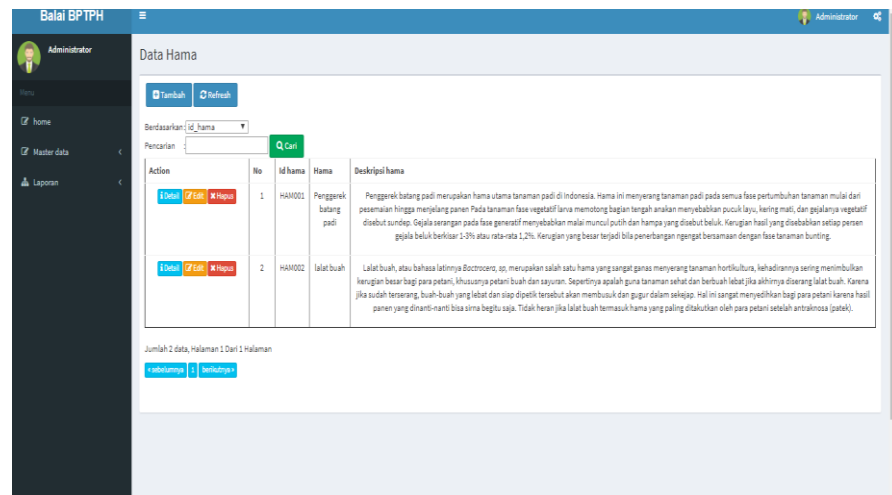 Balai BPTPH
Administrator
Administrator
Menu
home
Master data
Laporan
Data Hama
Tambah Refresh
Berdasarkan: id_hama
Pencarian :
Cari
Action No Id hama Hama Deskripsi hama
Detail Edit Hapus 1 HAM001 Penggerek batang padi
Penggerek batang padi merupakan hama utama tanaman padi di Indonesia. Hama ini menyerang tanaman padi pada semua fase pertumbuhan tanaman mulai dari
pesemaian hingga menjelang panen Pada tanaman fase vegetatif larva memotong bagian tengah anakan menyebabkan pucuk layu, kering mati, dan gejalanya vegetatif
disebut sundep. Gejala serangan pada fase generatif menyebabkan malai muncul putih dan hampa yang disebut beluk. Kerugian hasil yang disebabkan setiap persen
gejala beluk berkisar 1-3% atau rata-rata 1,2%. Kerugian yang besar terjadi bila penerbangan ngengat bersamaan dengan fase tanaman bunting.
Detail Edit Hapus 2 HAM002 lalat buah
Lalat buah, atau bahasa latinnya Bactrocera, sp, merupakan salah satu hama yang sangat ganas menyerang tanaman hortikultura, kehadirannya sering menimbulkan
kerugian besar bagi para petani, khususnya petani buah dan sayuran. Sepertinya apalah guna tanaman sehat dan berbuah lebat jika akhirnya diserang lalat buah. Karena
jika sudah terserang, buah-buah yang lebat dan siap dipetik tersebut akan membusuk dan gugur dalam sekejap. Hal ini sangat menyedihkan bagi para petani karena hasil
panen yang dinanti-nanti bisa sirna begitu saja. Tidak heran jika lalat buah termasuk hama yang paling ditakutkan oleh para petani setelah antraknosa (patek).
Jumlah 2 data, Halaman 1 Dari 1 Halaman
« sebelumnya 1 berikutnya »